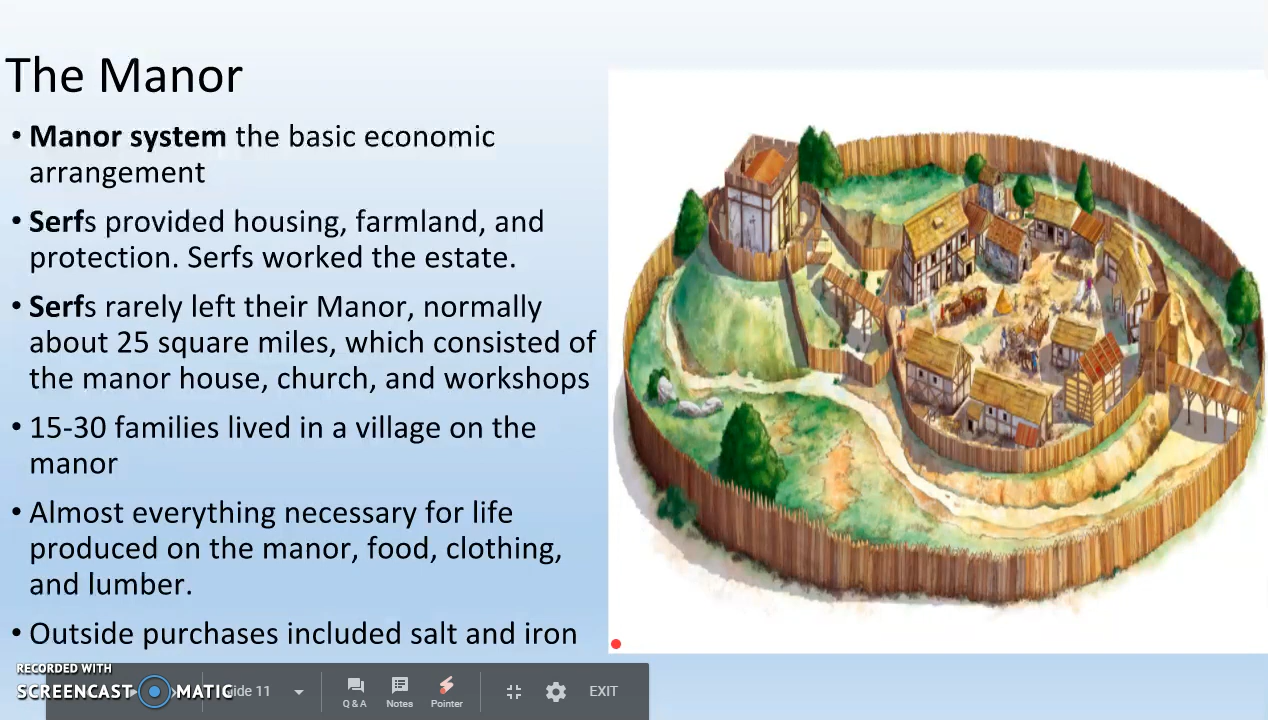 The Manor
• Manor system the basic economic
arrangement
• Serfs provided housing, farmland, and
protection. Serfs worked the estate.
• Serfs rarely left their Manor, normally
about 25 square miles, which consisted of
the manor house, church, and workshops
• 15-30 families lived in a village on the
manor
• Almost everything necessary for life
produced on the manor, food, clothing,
and lumber.
• Outside purchases included salt and iron
RECORDED WITH
SCREENCAST MATIC
lide 11
Q & A
Notes
Pointer
EXIT